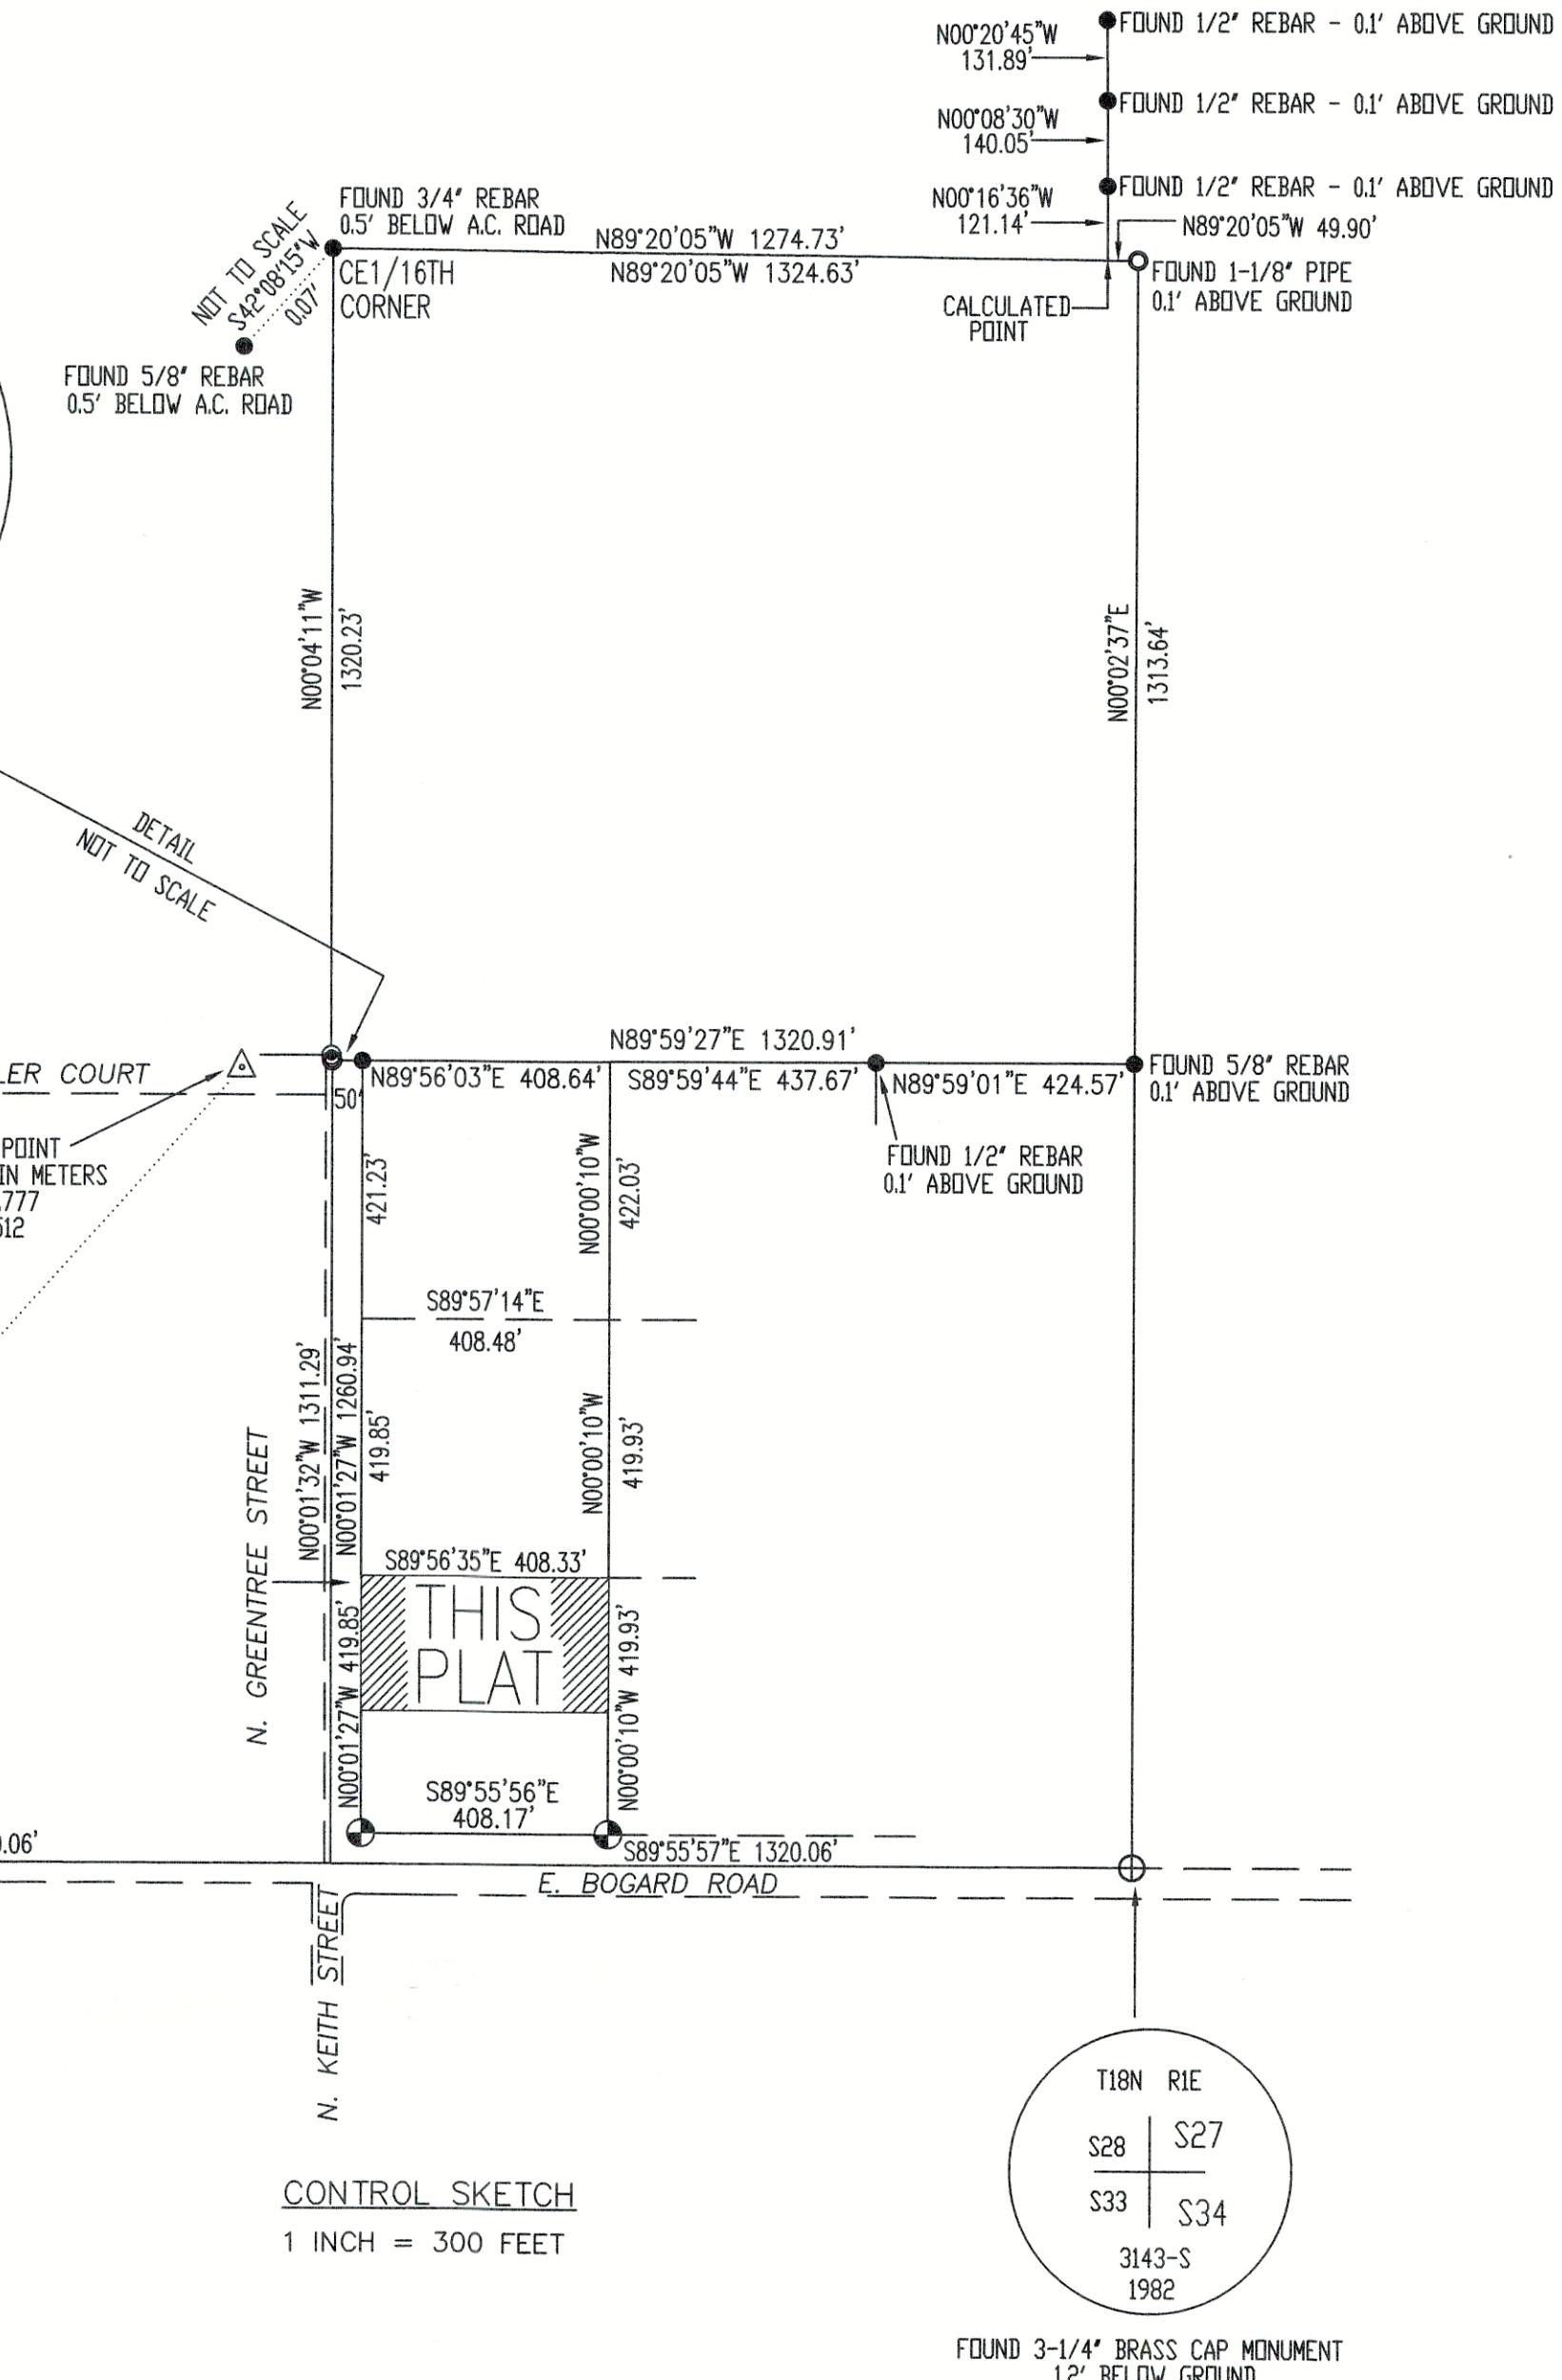 N00°20'45"W
131.89'
FOUND 1/2" REBAR - 0.1' ABOVE GROUND
N00°08'30"W
140.05'
FOUND 1/2" REBAR - 0.1' ABOVE GROUND
N00°16'36"W
121.14'
FOUND 1/2" REBAR - 0.1' ABOVE GROUND
N89°20'05"W 49.90'
FOUND 3/4" REBAR
0.5' BELOW A.C. ROAD
NOT TO SCALE
S42°08'15"W
0.07'
CE1/16TH
CORNER
N89°20'05"W 1274.73'
N89°20'05"W 1324.63'
CALCULATED
POINT
FOUND 1-1/8" PIPE
0.1' ABOVE GROUND
FOUND 5/8" REBAR
0.5' BELOW A.C. ROAD
N00°04'11"W
1320.23'
N00°02'37"E
1313.64'
DETAIL
NOT TO SCALE
LER COURT
N89°59'27"E 1320.91'
N89°56'03"E 408.64'
S89°59'44"E 437.67'
N89°59'01"E 424.57'
FOUND 5/8" REBAR
0.1' ABOVE GROUND
50'
POINT
IN METERS
.777
512
FOUND 1/2" REBAR
0.1' ABOVE GROUND
421.23'
N00°00'10"W
422.03'
S89°57'14"E
408.48'
N00°01'32"W 1311.29'
N00°01'27"W 1260.94'
419.85'
N00°00'10"W
419.93'
N. GREENTREE STREET
S89°56'35"E 408.33'
THIS
PLAT
N00°01'27"W 419.85'
N00°00'10"W 419.93'
S89°55'56"E
408.17'
0.06'
S89°55'57"E 1320.06'
E. BOGARD ROAD
N. KEITH STREET
T18N R1E
S28 S27
S33 S34
3143-S
1982
CONTROL SKETCH
1 INCH = 300 FEET
FOUND 3-1/4" BRASS CAP MONUMENT
1.2' BELOW GROUND